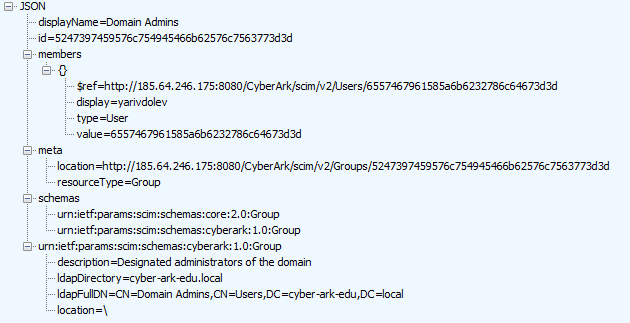 JSON
displayName=Domain Admins
id=5247397459576c754945466b62576c7563773d3d
members
{}
$ref=http://185.64.246.175:8080/CyberArk/scim/v2/Users/6557467961585a6b6232786c64673d3d
display=yarivdolev
type=User
value=6557467961585a6b6232786c64673d3d
meta
location=http://185.64.246.175:8080/CyberArk/scim/v2/Groups/5247397459576c754945466b62576c7563773d3d
resourceType=Group
schemas
urn:ietf:params:scim:schemas:core:2.0:Group
urn:ietf:params:scim:schemas:cyberark:1.0:Group
urn:ietf:params:scim:schemas:cyberark:1.0:Group
description=Designated administrators of the domain
ldapDirectory=cyber-ark-edu.local
ldapFullDN=CN=Domain Admins,CN=Users,DC=cyber-ark-edu,DC=local
location=\